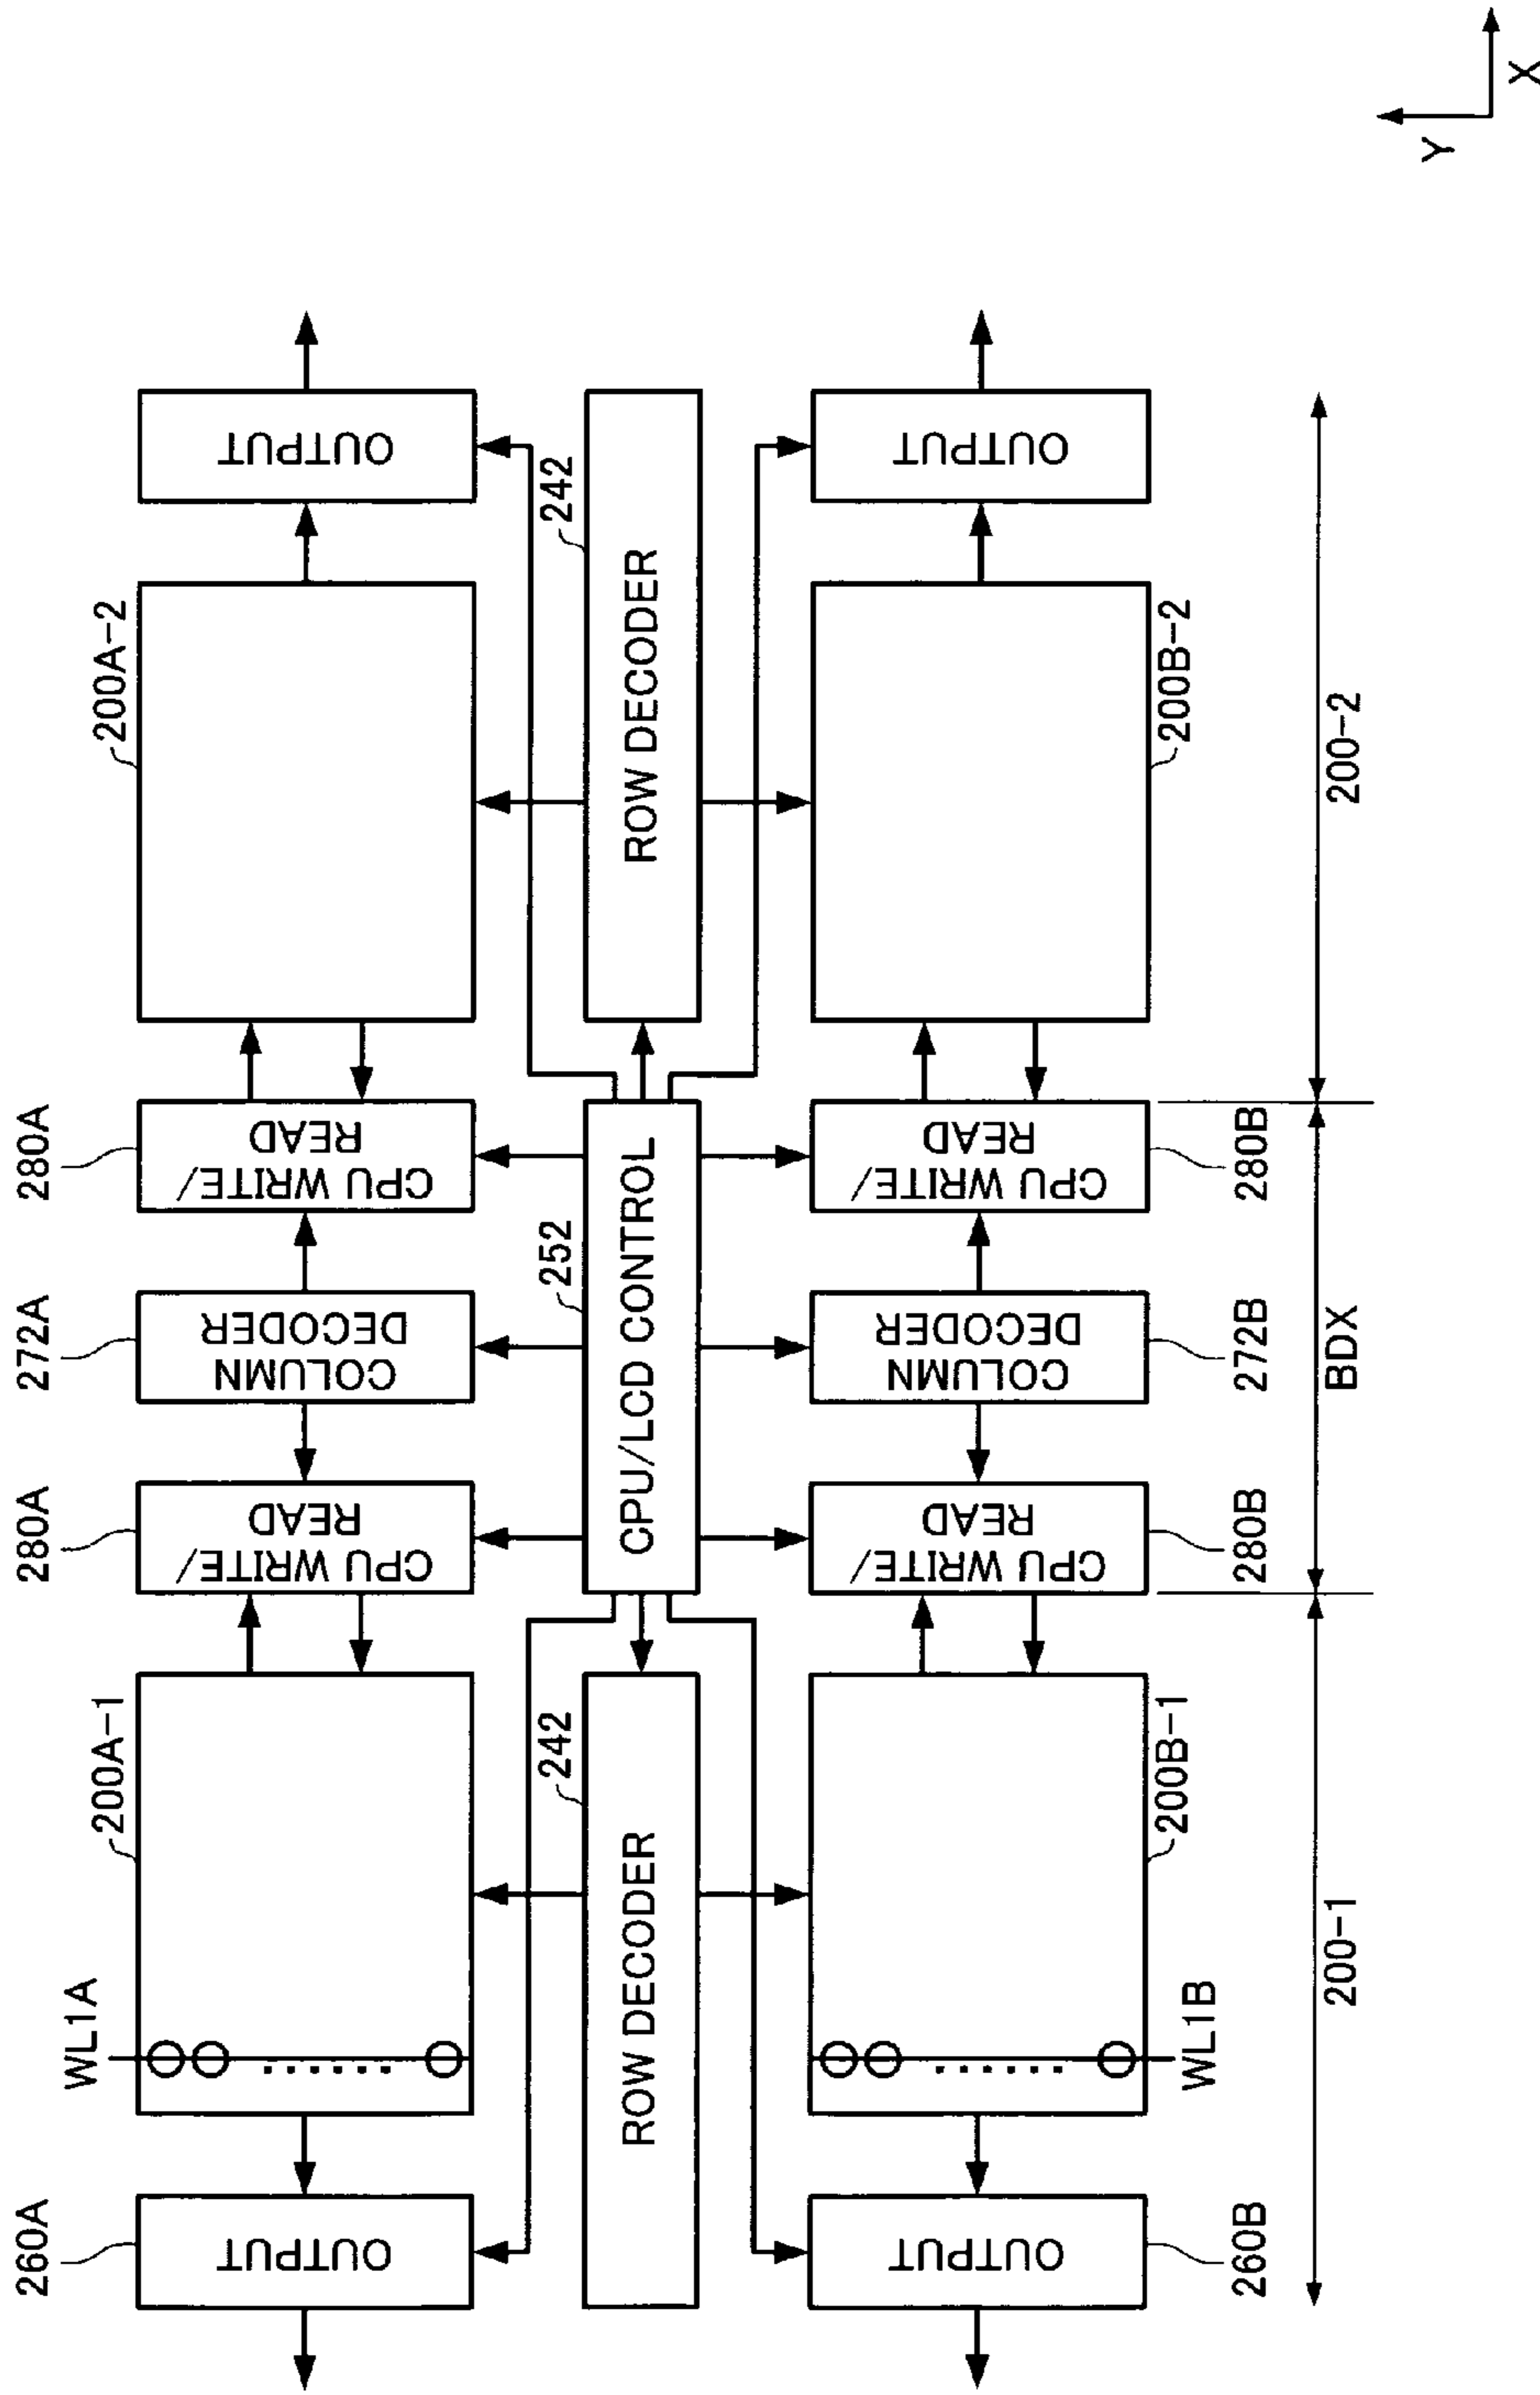 260A
WL1A
200A-1
280A
272A
280A
200A-2
OUTPUT
CPU WRITE/
READ
COLUMN
DECODER
CPU WRITE/
READ
OUTPUT
242
252
242
ROW DECODER
CPU/LCD CONTROL
ROW DECODER
OUTPUT
CPU WRITE/
READ
COLUMN
DECODER
CPU WRITE/
READ
OUTPUT
260B
WL1B
200B-1
280B
272B
280B
200B-2
200-1
BDX
200-2
Y
X